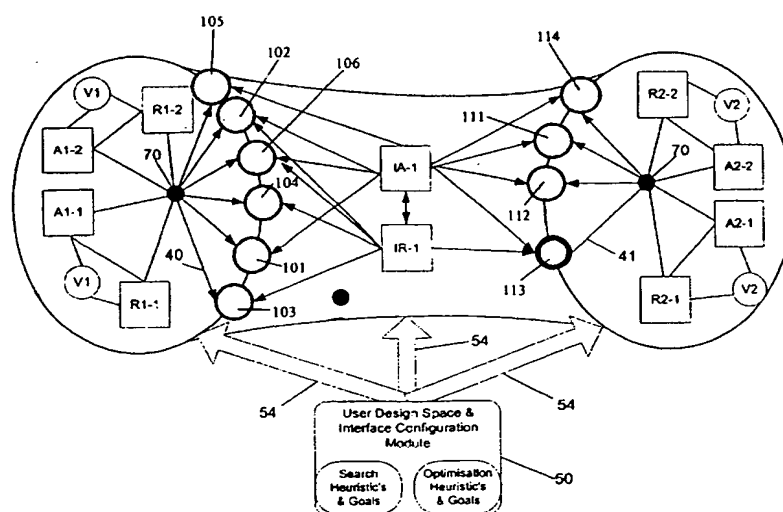 105
102
106
114
V1
R1-2
111
R2-2
V2
A1-2
70
IA-1
70
A2-2
104
112
A1-1
A2-1
40
IR-1
41
V1
R1-1
101
113
R2-1
V2
103
54
54
54
User Design Space &
Interface Configuration
Module
50
Search
Heuristic's
& Goals
Optimisation
Heuristic's
& Goals